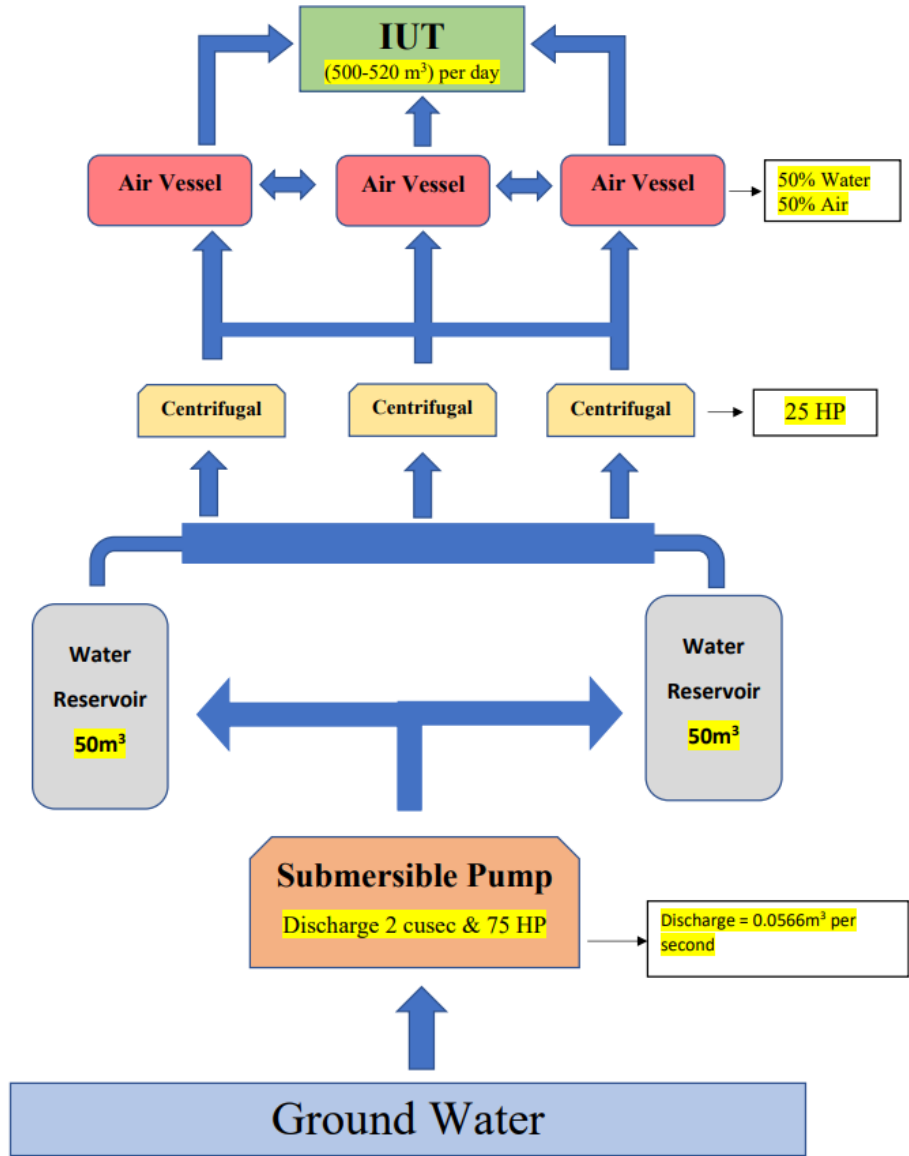 IUT
(500-520 m³) per day
Air Vessel
Air Vessel
Air Vessel
50% Water
50% Air
Centrifugal
Centrifugal
Centrifugal
25 HP
Water
Reservoir
50m³
Water
Reservoir
50m³
Submersible Pump
Discharge 2 cusec & 75 HP
Discharge = 0.0566m³ per
second
Ground Water